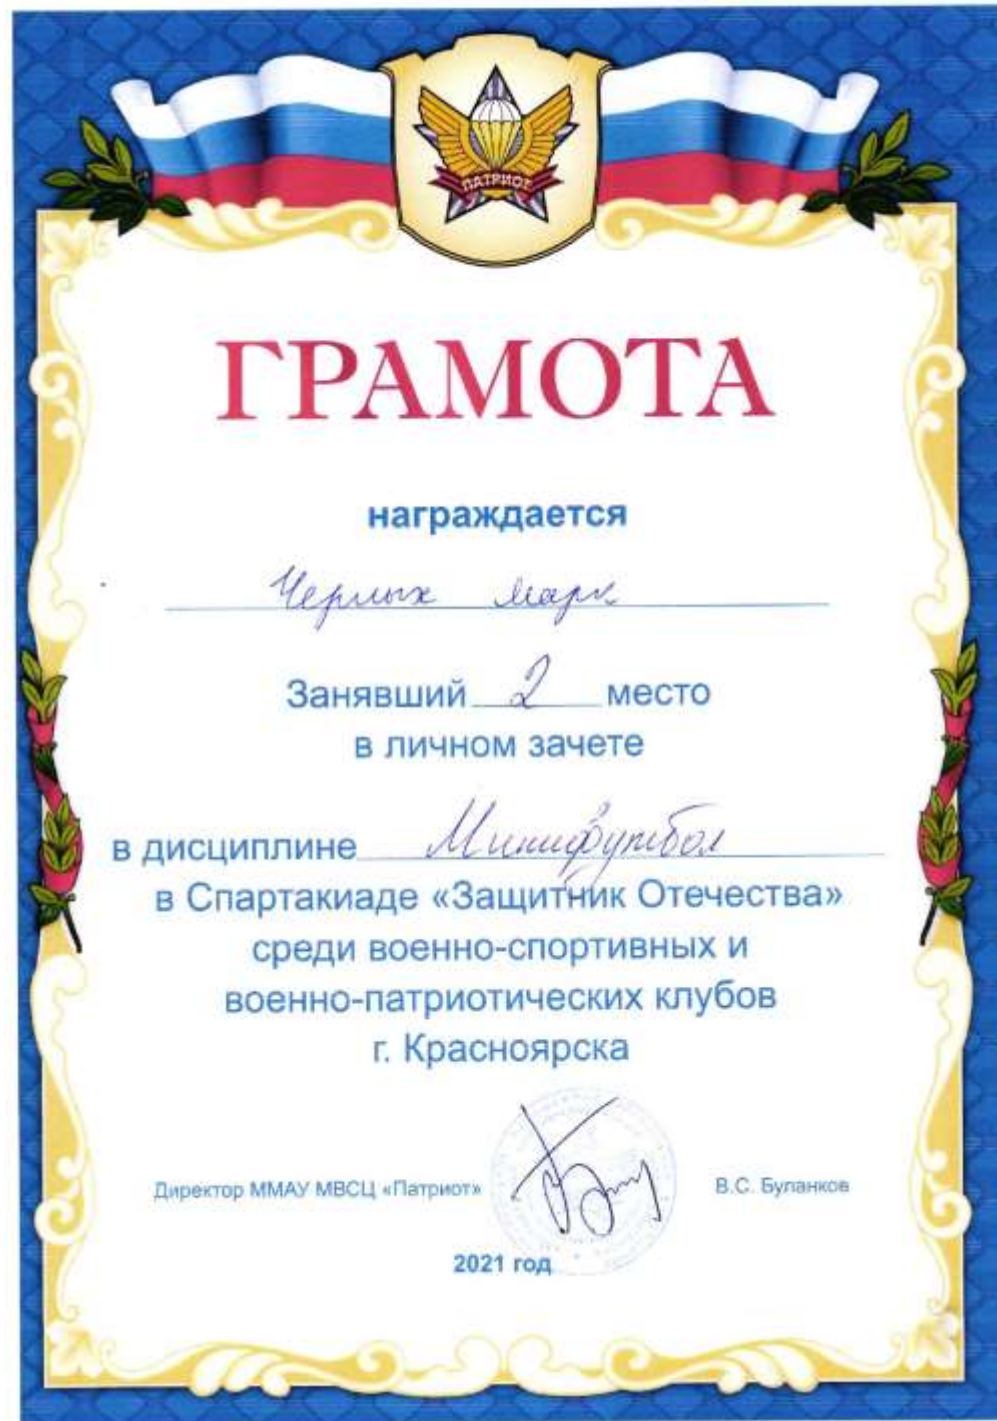 ПАТРИОТ
ГРАМОТА
награждается
Черных Марк
Занявший 2 место
в личном зачете
в дисциплине Минифутбол
в Спартакиаде «Защитник Отечества»
среди военно-спортивных и
военно-патриотических клубов
г. Красноярска
Директор ММАУ МВСЦ «Патриот» В.С. Буланков
2021 год